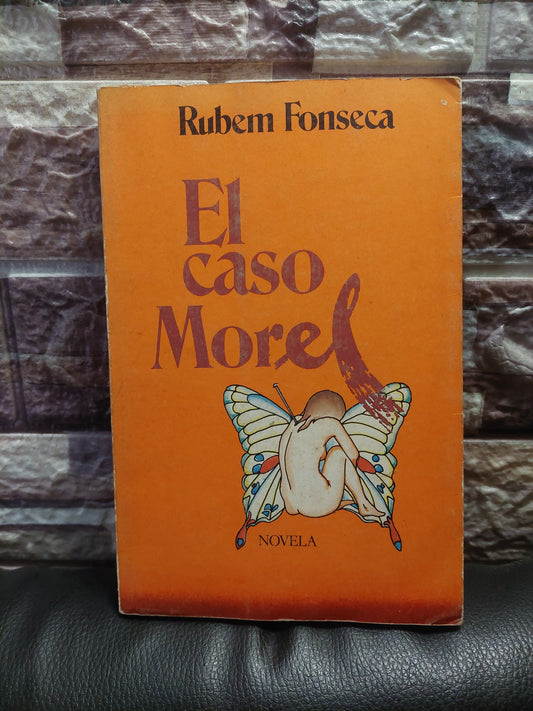 Rubem Fonseca
El
caso
Morel
NOVELA